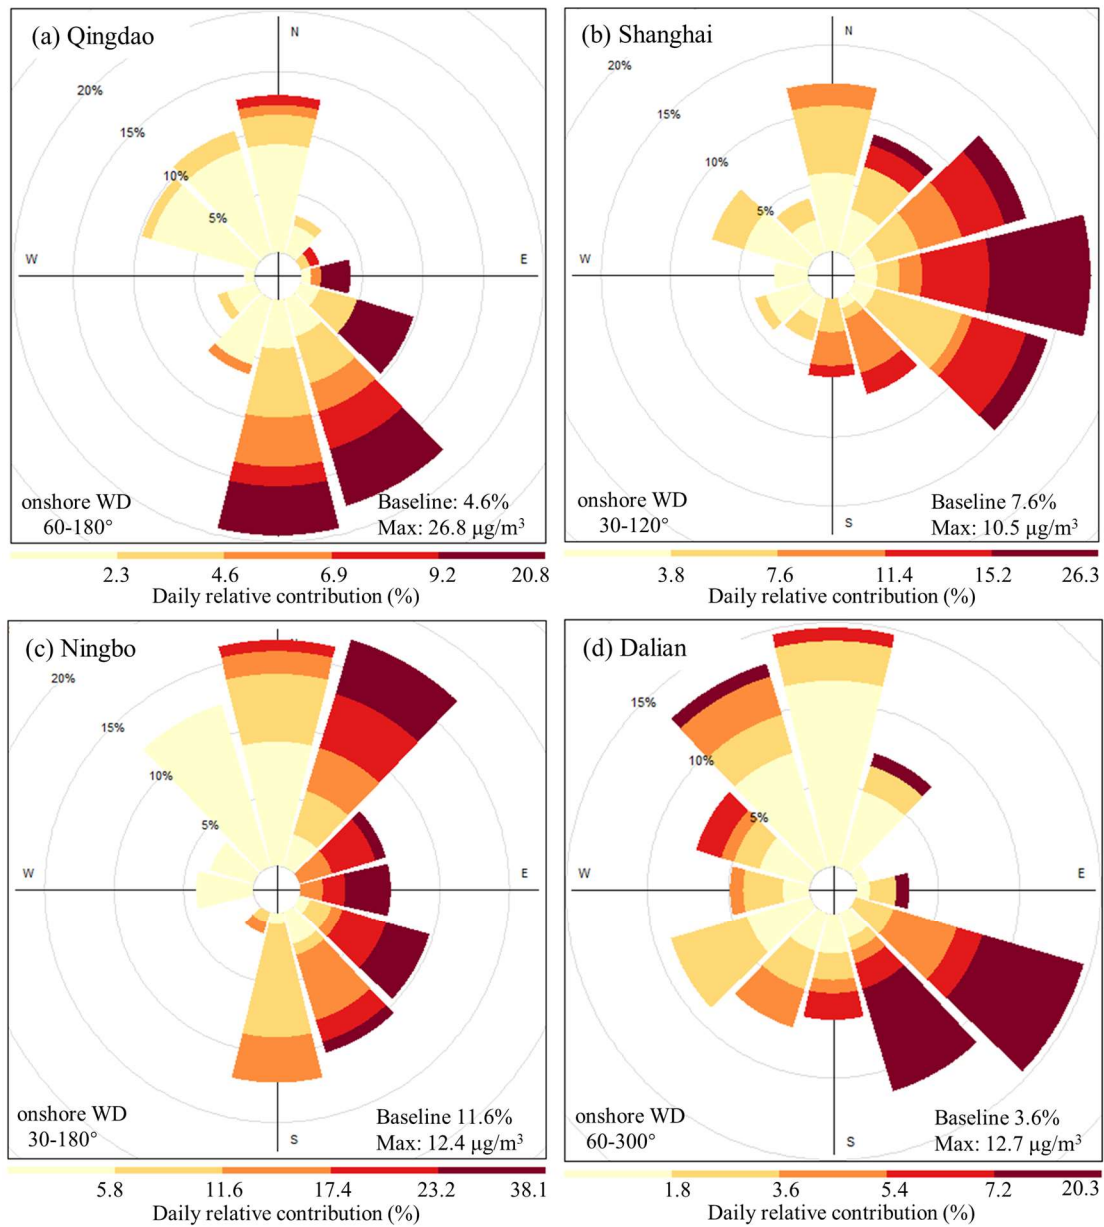 (a) Qingdao
N
20%
15%
10%
5%
W
E
onshore WD
60-180°
Baseline: 4.6%
Max: 26.8 μg/m³
2.3 4.6 6.9 9.2 20.8
Daily relative contribution (%)
(b) Shanghai
N
20%
15%
10%
5%
W
E
S
onshore WD
30-120°
Baseline 7.6%
Max: 10.5 μg/m³
3.8 7.6 11.4 15.2 26.3
Daily relative contribution (%)
(c) Ningbo
20%
15%
10%
5%
W
E
S
onshore WD
30-180°
Baseline 11.6%
Max: 12.4 μg/m³
5.8 11.6 17.4 23.2 38.1
Daily relative contribution (%)
(d) Dalian
15%
10%
5%
W
E
S
onshore WD
60-300°
Baseline 3.6%
Max: 12.7 μg/m³
1.8 3.6 5.4 7.2 20.3
Daily relative contribution (%)